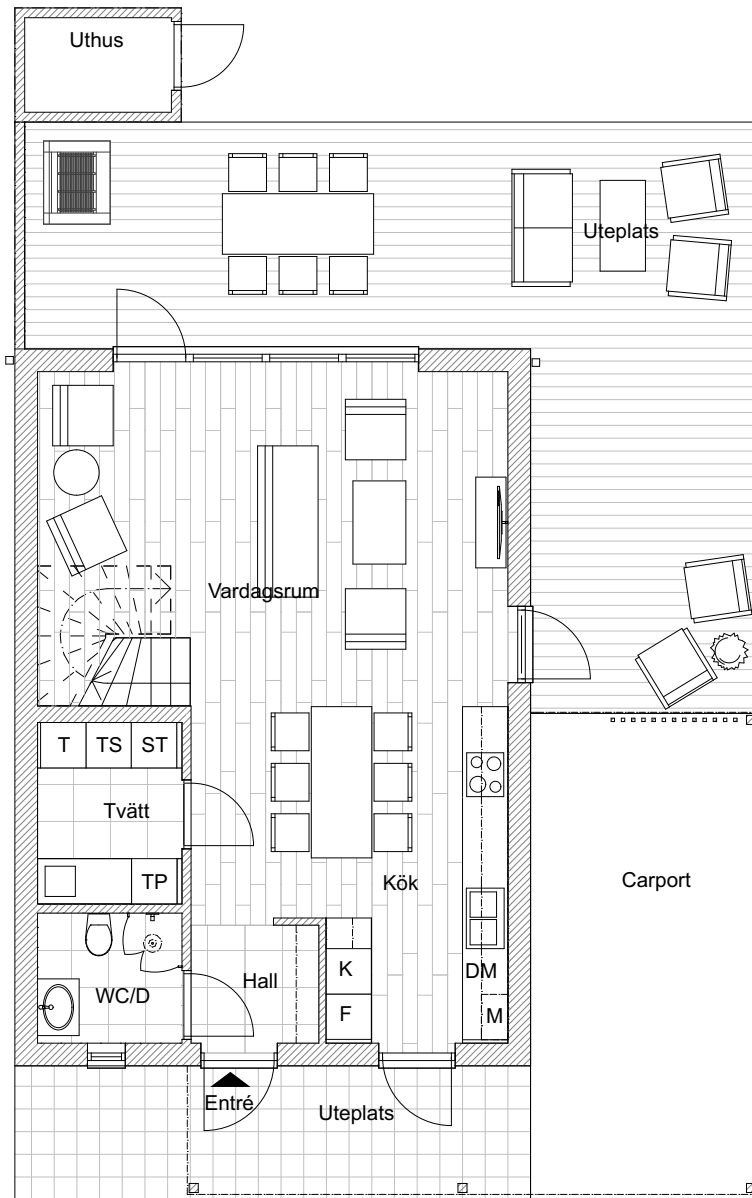 Uthus
Uteplats
Vardagsrum
T TS ST
Tvätt
TP
Kök
Carport
K
Hall
DM
WC/D
F
M
Entré
Uteplats